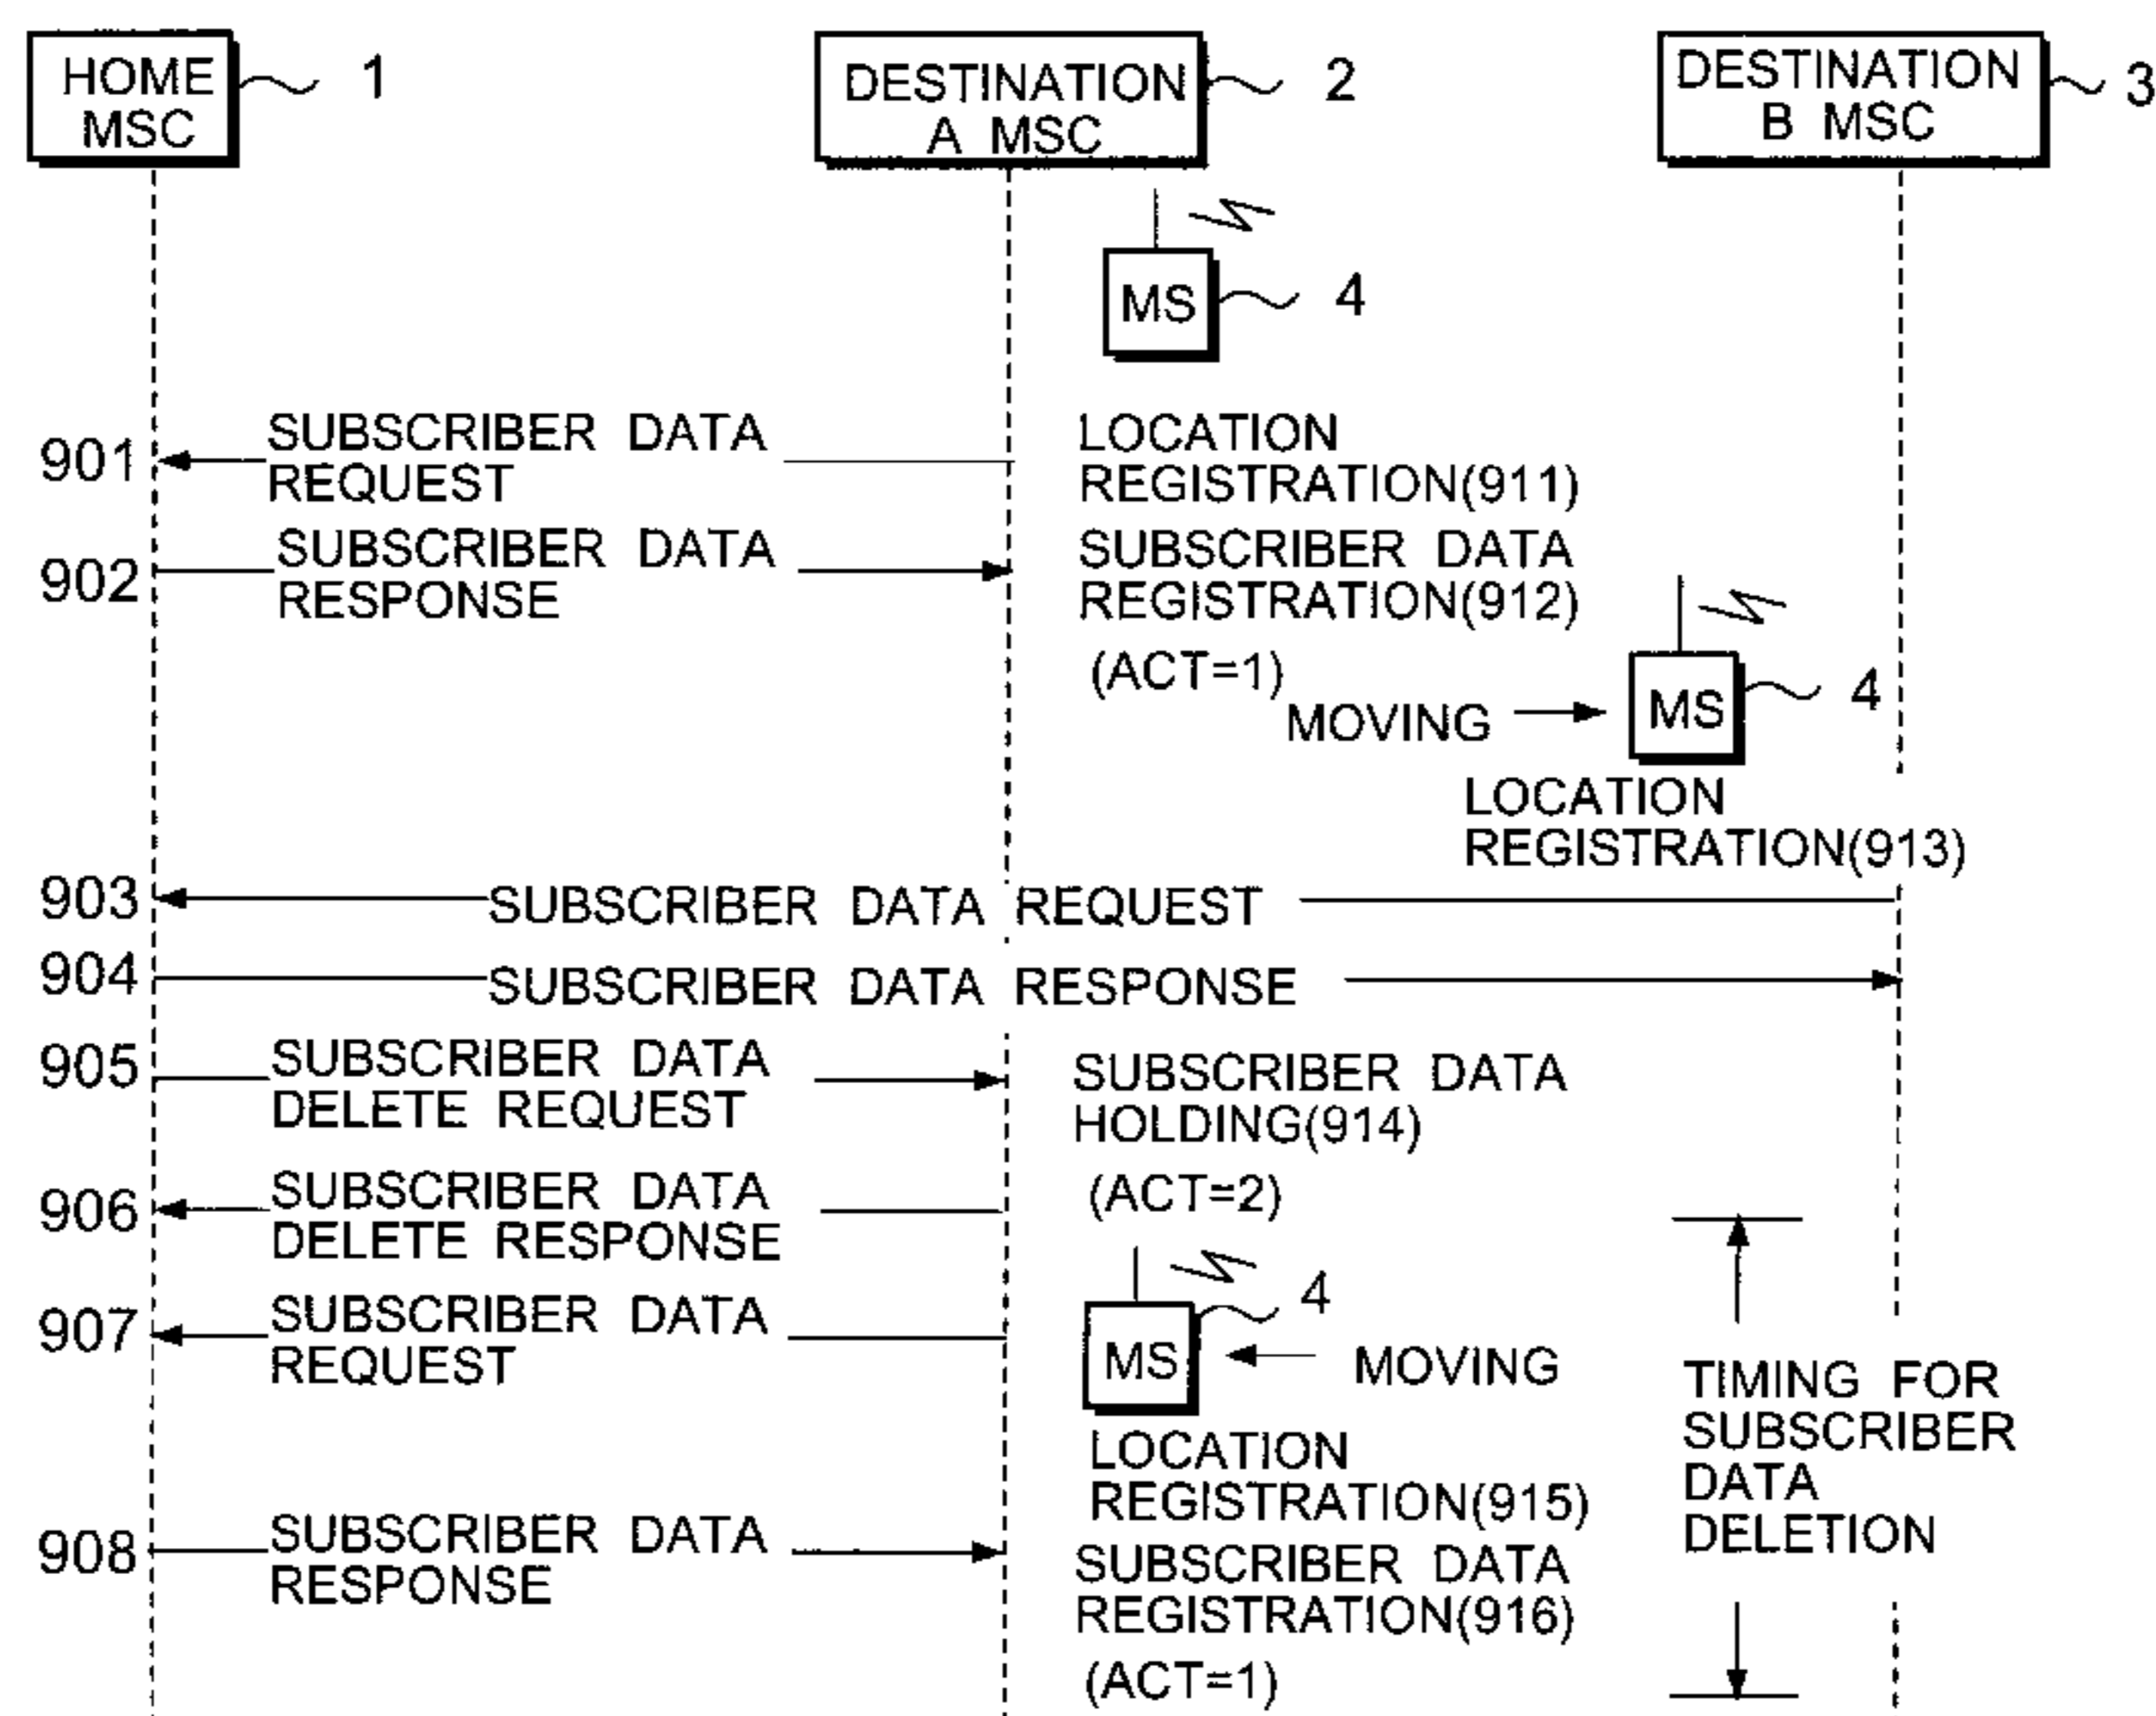 HOME
MSC
1
DESTINATION
A MSC
2
DESTINATION
B MSC
3
MS
4
901
SUBSCRIBER DATA
REQUEST
LOCATION
REGISTRATION(911)
902
SUBSCRIBER DATA
RESPONSE
SUBSCRIBER DATA
REGISTRATION(912)
(ACT=1)
MOVING
MS
4
LOCATION
REGISTRATION(913)
903
SUBSCRIBER DATA REQUEST
904
SUBSCRIBER DATA RESPONSE
905
SUBSCRIBER DATA
DELETE REQUEST
SUBSCRIBER DATA
HOLDING(914)
(ACT=2)
906
SUBSCRIBER DATA
DELETE RESPONSE
907
SUBSCRIBER DATA
REQUEST
MS
4
MOVING
LOCATION
REGISTRATION(915)
TIMING FOR
SUBSCRIBER
DATA
DELETION
908
SUBSCRIBER DATA
RESPONSE
SUBSCRIBER DATA
REGISTRATION(916)
(ACT=1)